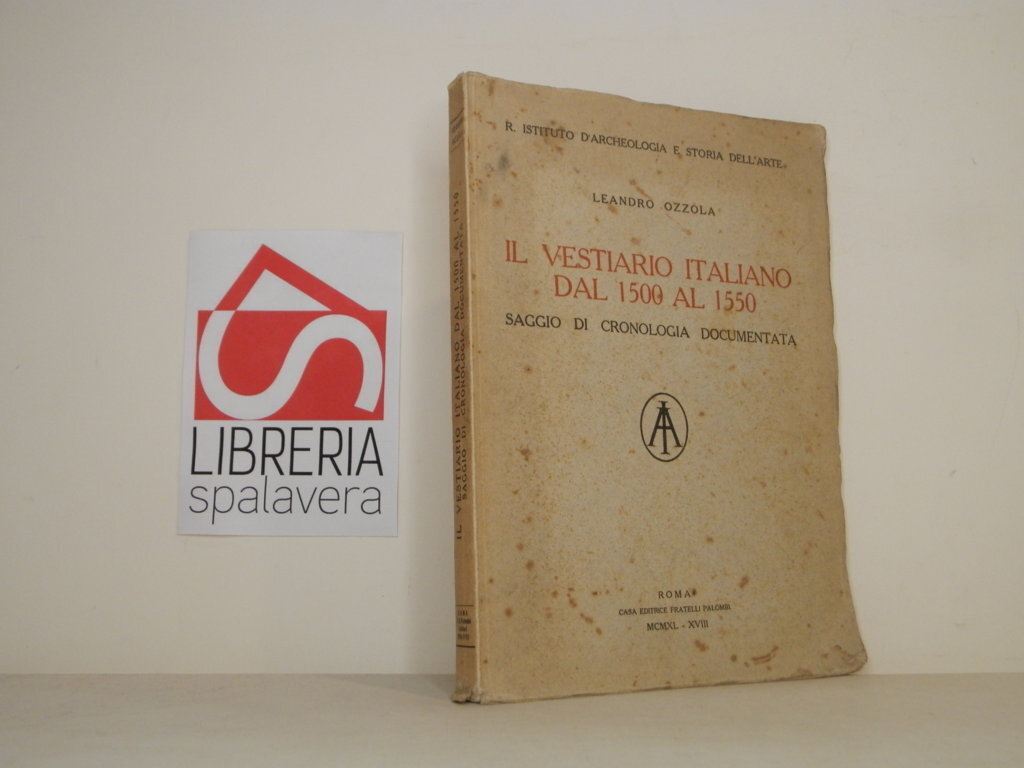 LIBRERIA
spalavera
IL VESTIARIO ITALIANO DAL 1500 AL 1550
SAGGIO DI CRONOLOGIA DOCUMENTATA
R. ISTITUTO D'ARCHEOLOGIA E STORIA DELL'ARTE
LEANDRO OZZOLA
IL VESTIARIO ITALIANO
DAL 1500 AL 1550
SAGGIO DI CRONOLOGIA DOCUMENTATA
ROMA
CASA EDITRICE FRATELLI PALOMBI
MCMXL - XVIII